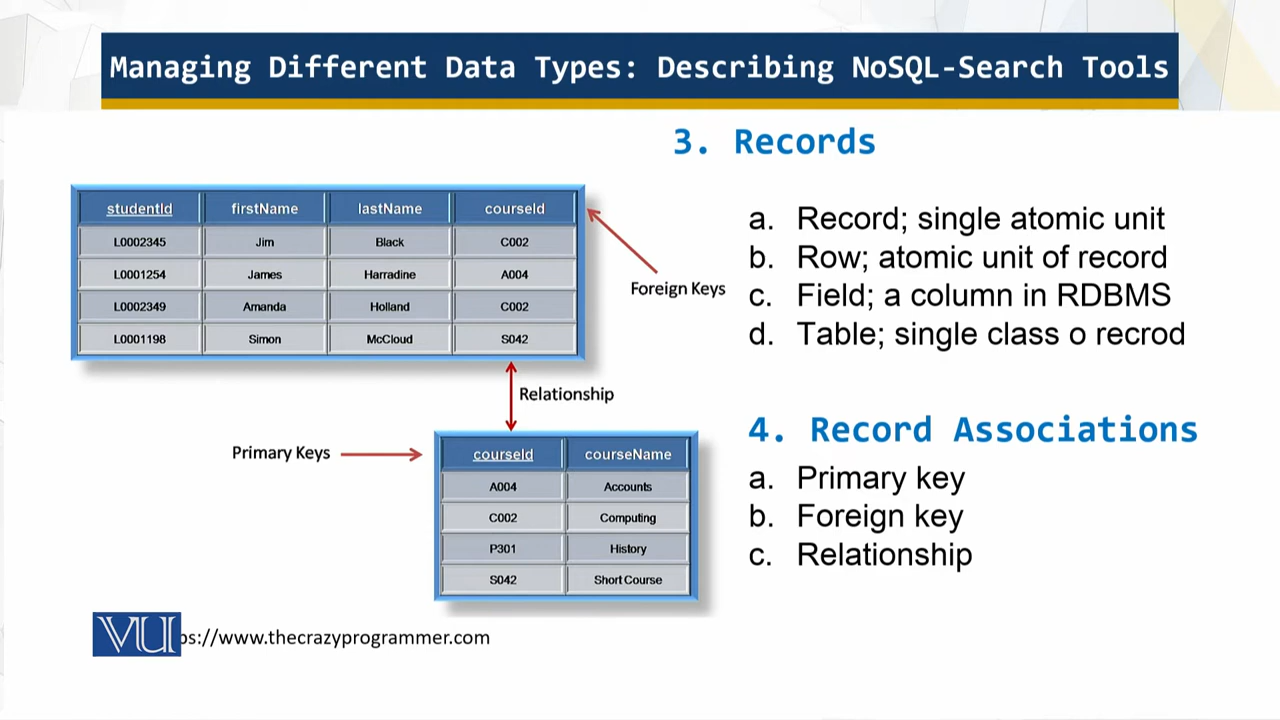 Managing Different Data Types: Describing NoSQL-Search Tools
3. Records
studentId firstName lastName courseId
L0002345 Jim Black C002
L0001254 James Harradine A004
L0002349 Amanda Holland C002
L0001198 Simon McCloud S042
Foreign Keys
a. Record; single atomic unit
b. Row; atomic unit of record
c. Field; a column in RDBMS
d. Table; single class o recrod
Relationship
Primary Keys
courseId courseName
A004 Accounts
C002 Computing
P301 History
S042 Short Course
4. Record Associations
a. Primary key
b. Foreign key
c. Relationship
VU
ps://www.thecrazyprogrammer.com